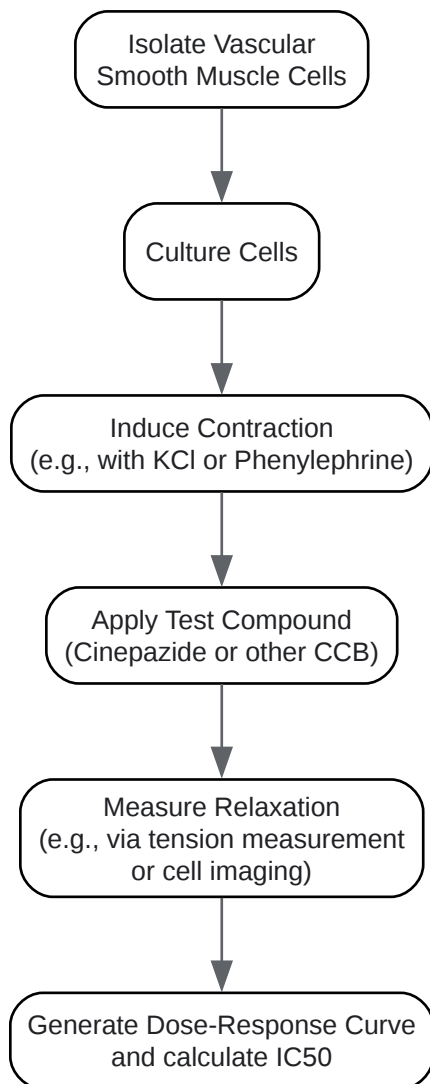 Isolate Vascular
Smooth Muscle Cells
Culture Cells
Induce Contraction
(e.g., with KCl or Phenylephrine)
Apply Test Compound
(Cinepazide or other CCB)
Measure Relaxation
(e.g., via tension measurement
or cell imaging)
Generate Dose-Response Curve
and calculate IC50